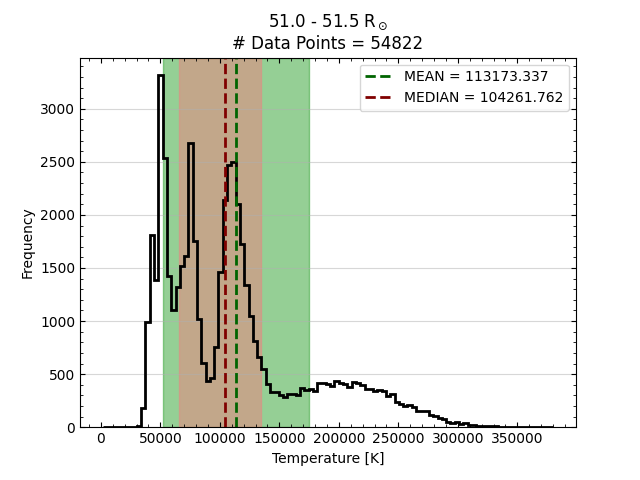 51.0 - 51.5 R⊙
# Data Points = 54822
MEAN = 113173.337
MEDIAN = 104261.762
Frequency
3000
2500
2000
1500
1000
500
0
0 50000 100000 150000 200000 250000 300000 350000
Temperature [K]